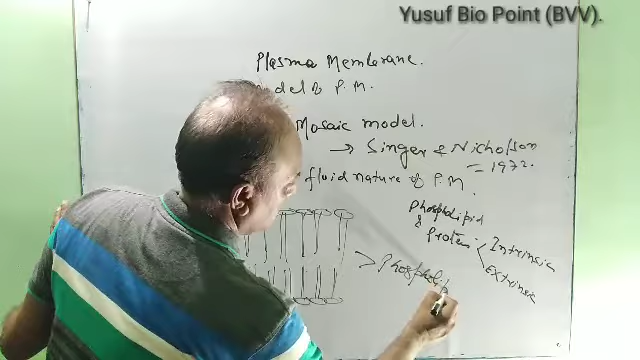 Yusuf Bio Point (BVV).
Plasma Membrane.
del of P.M.
Mosaic model.
→ Singer & Nicholson
= 1972.
fluid nature of P.M.
Phospholipid
& Protein < Intrinsic
Extrinsic
> Phospholip